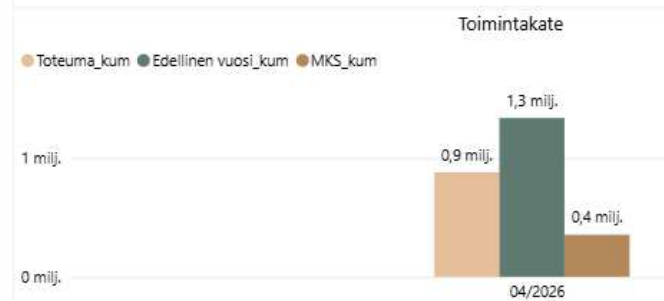 Toimintakate
Toteuma_kum Edellinen vuosi_kum MKS_kum
1,3 milj.
1 milj.
0,9 milj.
0,4 milj.
0 milj.
04/2026